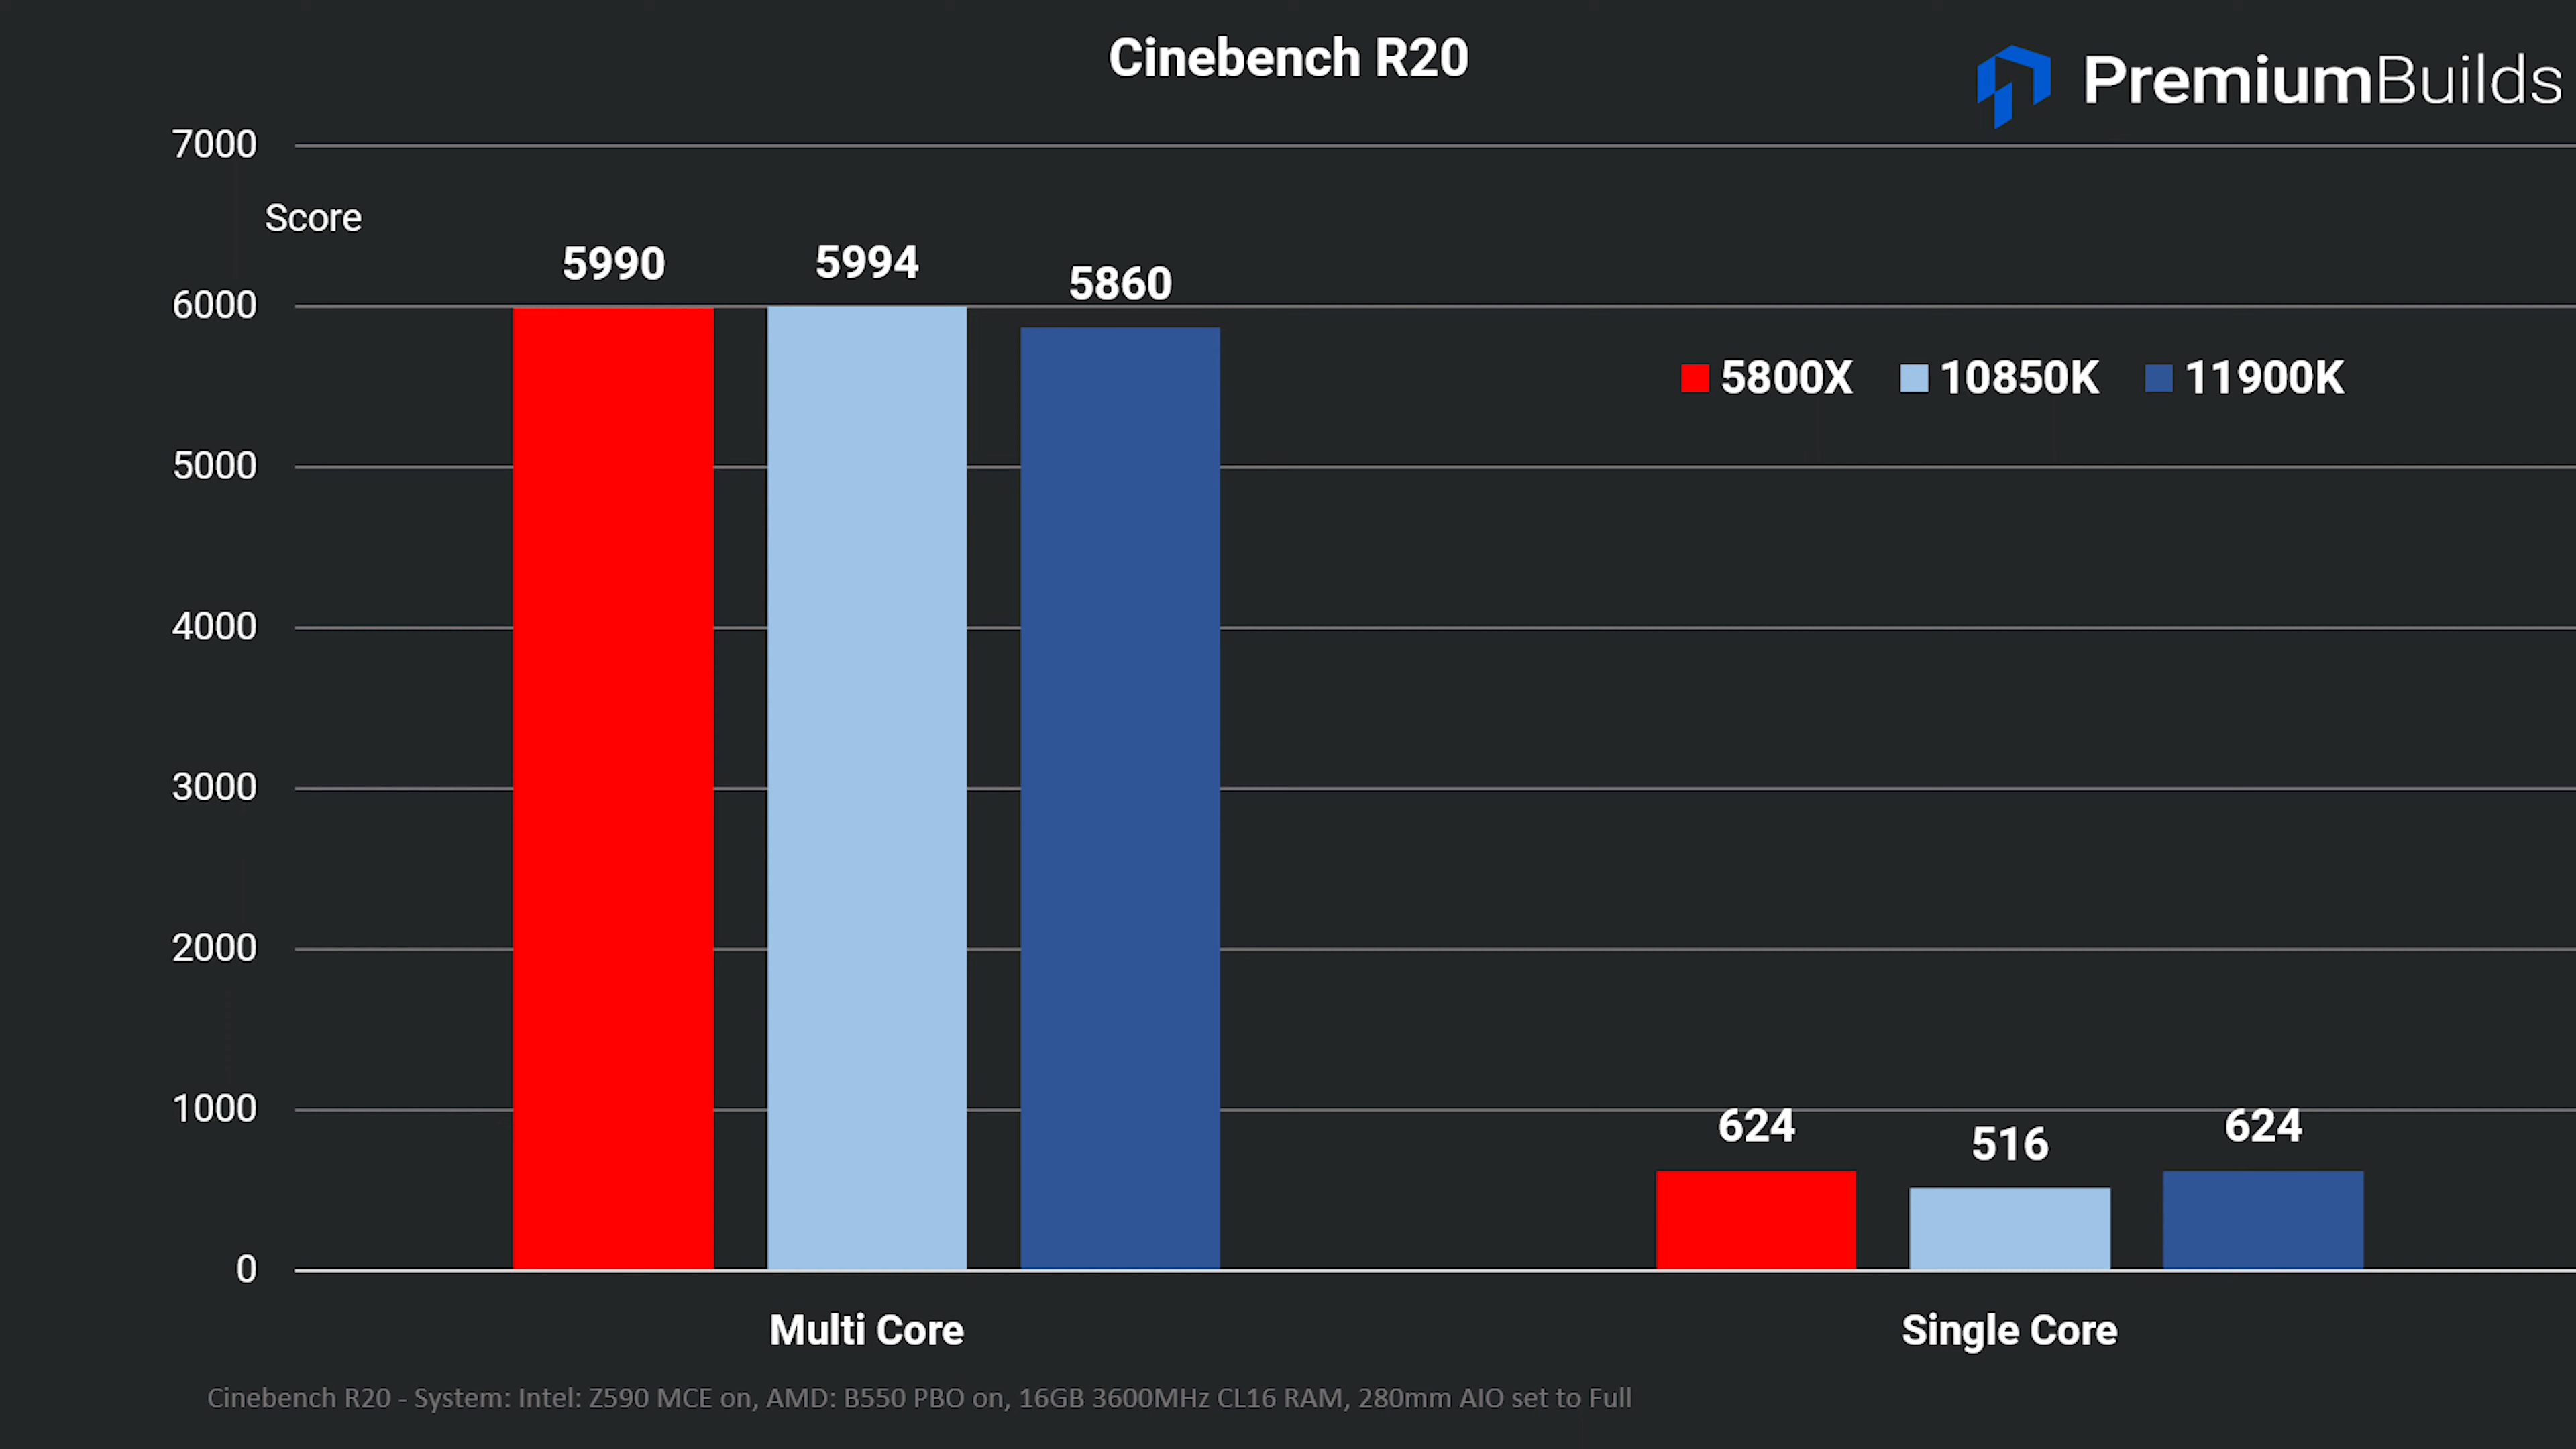 Cinebench R20
PremiumBuilds
7000
Score
5990
5994
5860
6000
5800X
10850K
11900K
5000
4000
3000
2000
1000
624
516
624
0
Multi Core
Single Core
Cinebench R20 - System: Intel: Z590 MCE on, AMD: B550 PBO on, 16GB 3600MHz CL16 RAM, 280mm AIO set to Full